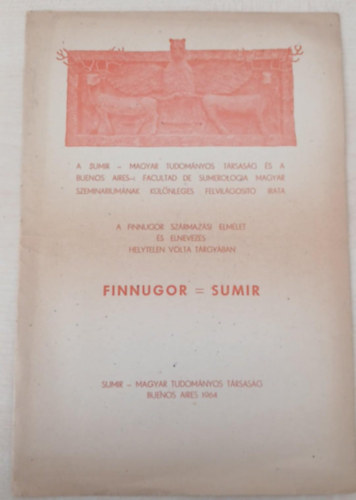 A SUMIR – MAGYAR TUDOMÁNYOS TÁRSASÁG ÉS A
BUENOS AIRES-I FACULTAD DE SUMEROLOGJA MAGYAR
SZEMINÁRIUMÁNAK KÜLÖNLEGES FELVILÁGOSÍTÓ IRATA
A FINNUGOR SZÁRMAZÁSI ELMÉLET
ÉS ELNEVEZÉS
HELYTELEN VOLTA TÁRGYÁBAN
FINNUGOR = SUMIR
SUMIR – MAGYAR TUDOMÁNYOS TÁRSASÁG
BUENOS AIRES 1964